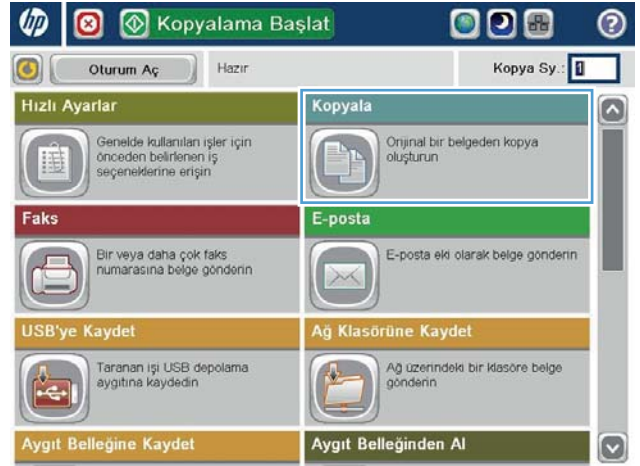 hp Kopyalama Başlat ?
Oturum Aç Hazır Kopya Sy.: 1
Hızlı Ayarlar
Genelde kullanılan işler için
önceden belirlenen iş
seçeneklerine erişin
Kopyala
Orijinal bir belgeden kopya
oluşturun
Faks
Bir veya daha çok faks
numarasına belge gönderin
E-posta
E-posta eki olarak belge gönderin
USB'ye Kaydet
Taranan işi USB depolama
aygıtına kaydedin
Ağ Klasörüne Kaydet
Ağ üzerindeki bir klasöre belge
gönderin
Aygıt Belleğine Kaydet
Aygıt Belleğinden Al